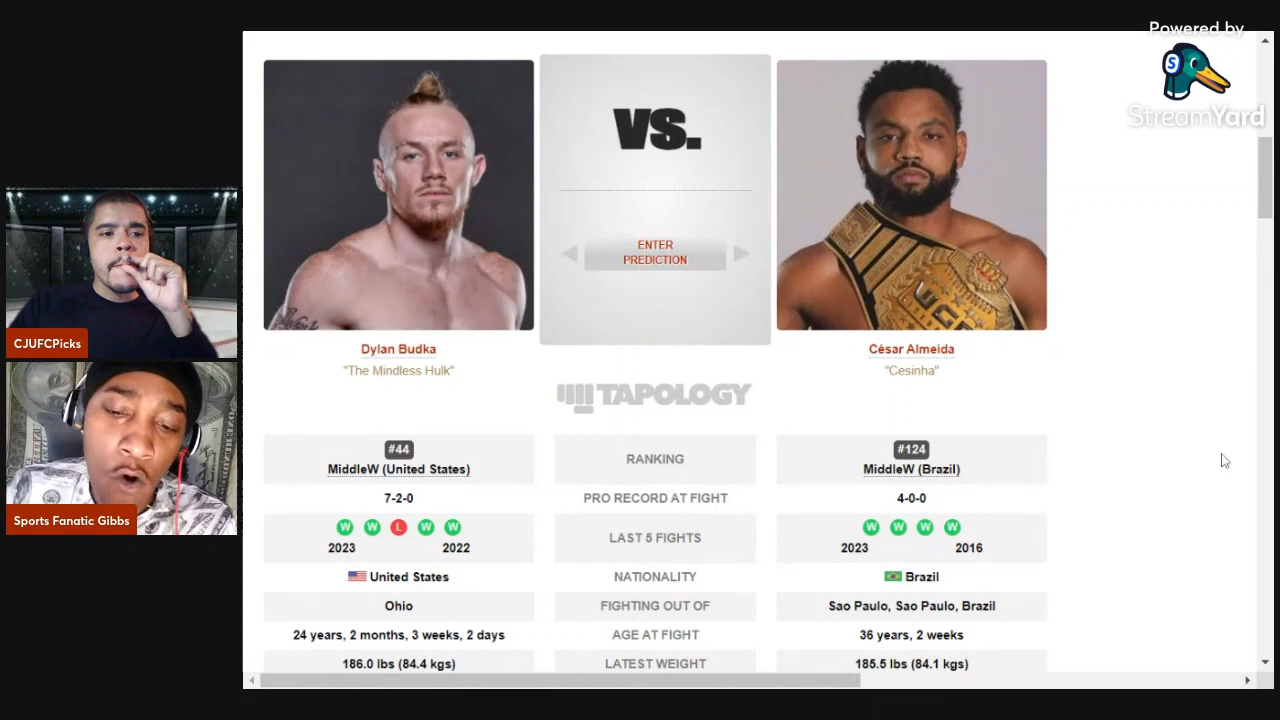 Powered by
StreamYard
VS.
ENTER
PREDICTION
CJUFCPicks
Sports Fanatic Gibbs
Dylan Budka
"The Mindless Hulk"
César Almeida
"Cesinha"
TAPOLOGY
#44
MiddleW (United States)
RANKING
#124
MiddleW (Brazil)
7-2-0
PRO RECORD AT FIGHT
4-0-0
W W L W W
2023 2022
LAST 5 FIGHTS
W W W W
2023 2016
United States
NATIONALITY
Brazil
Ohio
FIGHTING OUT OF
Sao Paulo, Sao Paulo, Brazil
24 years, 2 months, 3 weeks, 2 days
AGE AT FIGHT
36 years, 2 weeks
186.0 lbs (84.4 kgs)
LATEST WEIGHT
185.5 lbs (84.1 kgs)